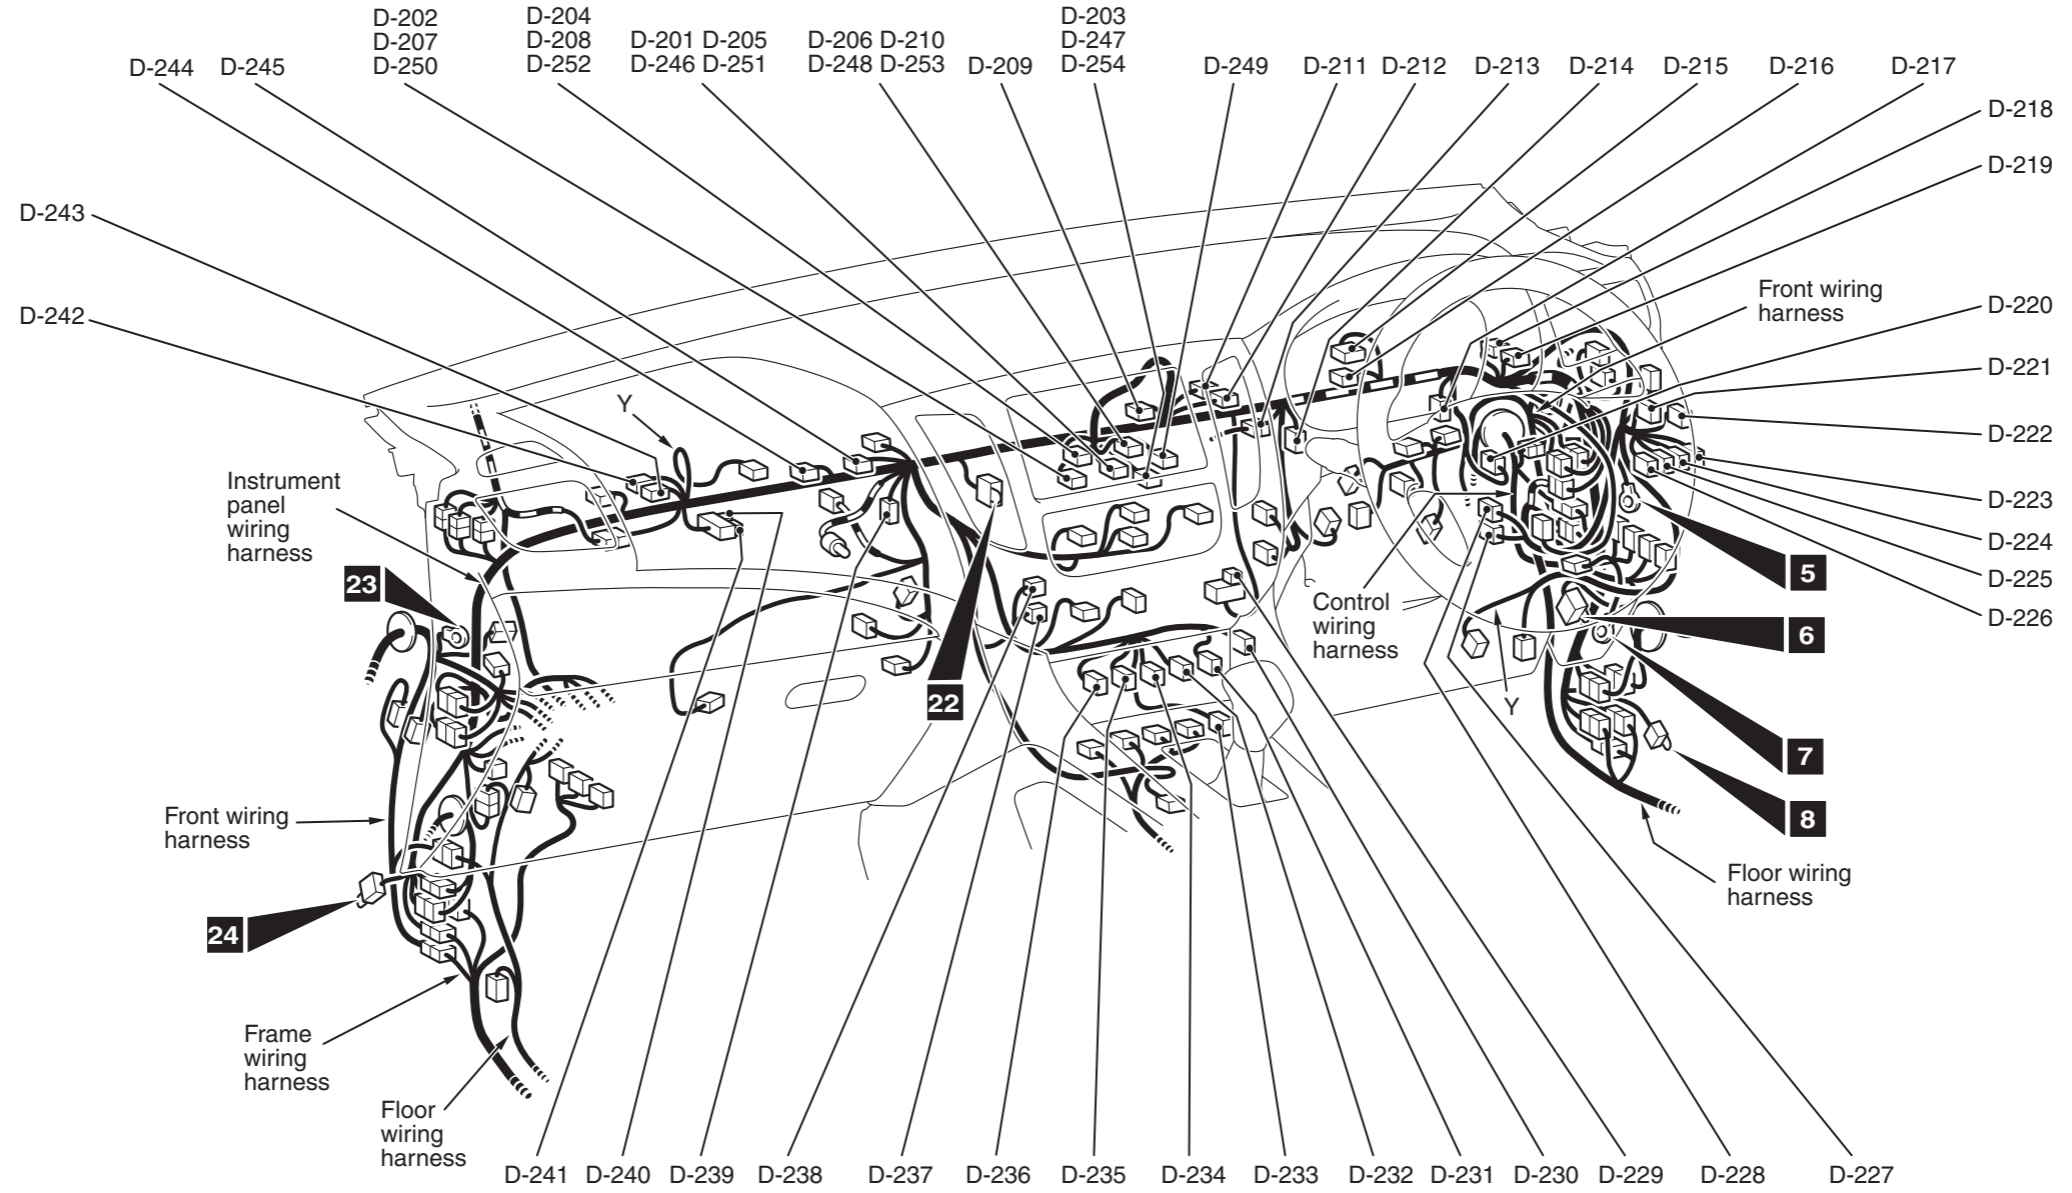 D-202
D-207
D-250
D-204
D-208
D-252
D-201 D-205
D-246 D-251
D-206 D-210
D-248 D-253
D-203
D-247
D-254
D-244
D-245
D-209
D-249
D-211
D-212
D-213
D-214
D-215
D-216
D-217
D-218
D-219
D-243
D-242
Y
Front wiring
harness
D-220
D-221
D-222
D-223
D-224
D-225
D-226
Instrument
panel
wiring
harness
23
22
5
6
7
8
Control
wiring
harness
Y
Front wiring
harness
24
Floor wiring
harness
Frame
wiring
harness
Floor
wiring
harness
D-241
D-240
D-239
D-238
D-237
D-236
D-235
D-234
D-233
D-232
D-231
D-230
D-229
D-228
D-227